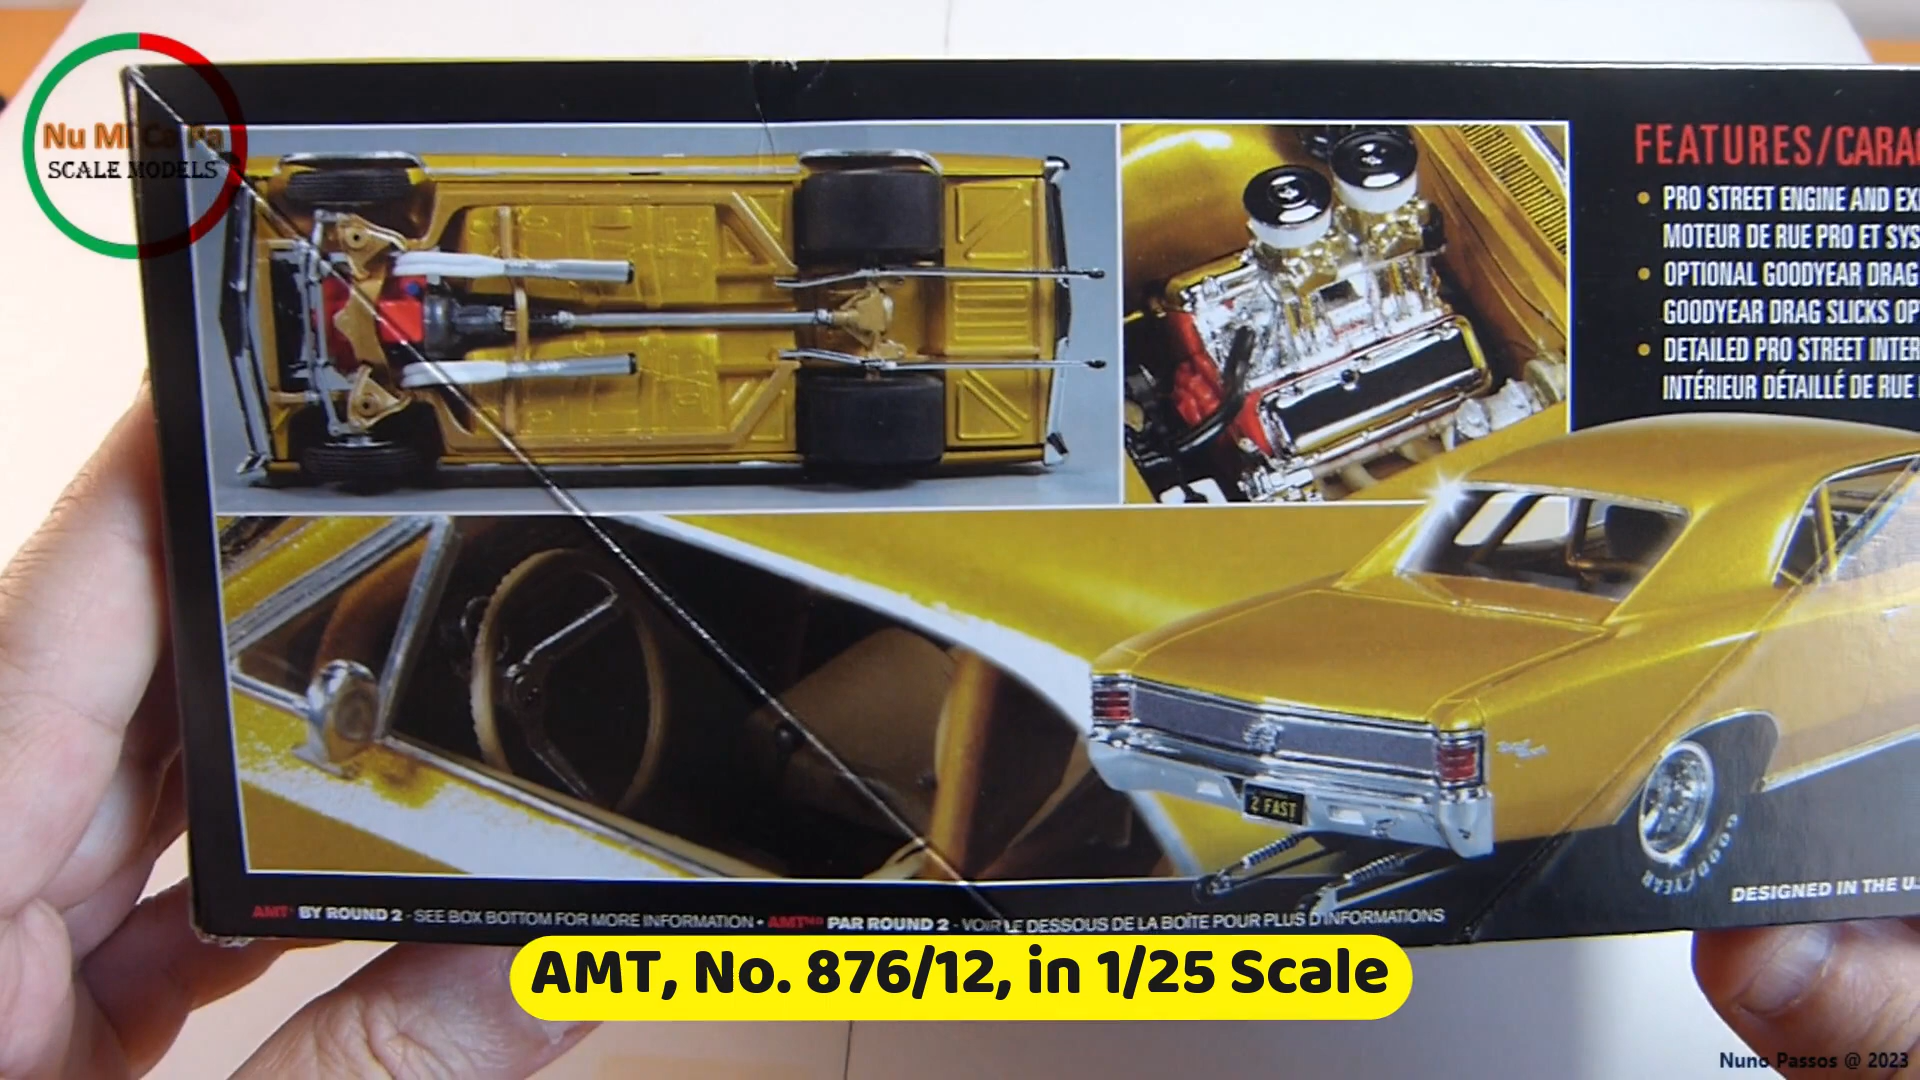 Nu Mi Co Pa
SCALE MODELS
FEATURES/CARAC
PRO STREET ENGINE AND EX
MOTEUR DE RUE PRO ET SYS
OPTIONAL GOODYEAR DRAG
GOODYEAR DRAG SLICKS OP
DETAILED PRO STREET INTER
INTÉRIEUR DÉTAILLÉ DE RUE
2 FAST
GOODYEAR
DESIGNED IN THE U.
AMT BY ROUND 2 - SEE BOX BOTTOM FOR MORE INFORMATION • AMT PAR ROUND 2 - VOIR LE DESSOUS DE LA BOÎTE POUR PLUS D'INFORMATIONS
AMT, No. 876/12, in 1/25 Scale
Nuno Passos @ 2023